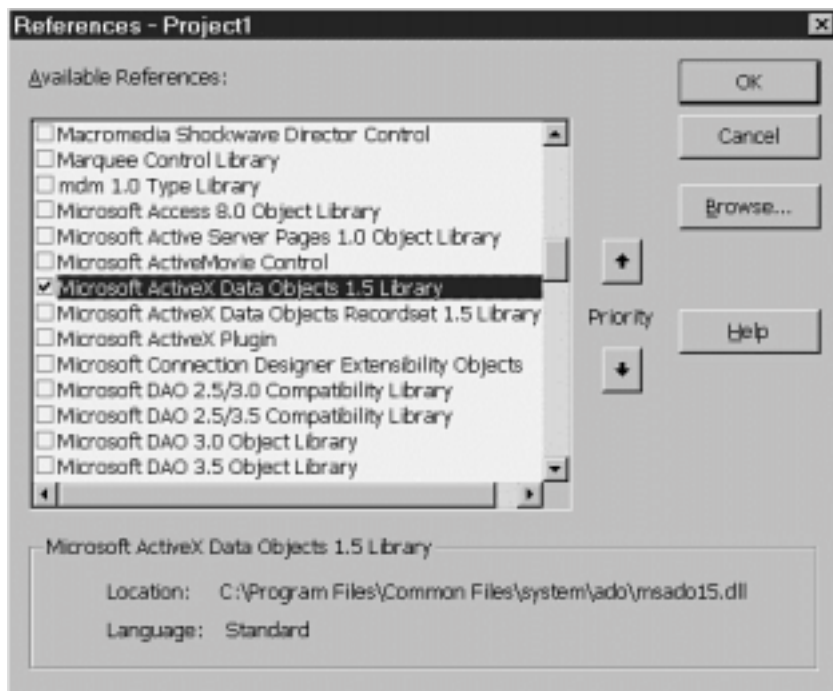 References - Project1
Available References:
Macromedia Shockwave Director Control
Marquee Control Library
mdm 1.0 Type Library
Microsoft Access 8.0 Object Library
Microsoft Active Server Pages 1.0 Object Library
Microsoft ActiveMovie Control
Microsoft ActiveX Data Objects 1.5 Library
Microsoft ActiveX Data Objects Recordset 1.5 Library
Microsoft ActiveX Plugin
Microsoft Connection Designer Extensibility Objects
Microsoft DAO 2.5/3.0 Compatibility Library
Microsoft DAO 2.5/3.5 Compatibility Library
Microsoft DAO 3.0 Object Library
Microsoft DAO 3.5 Object Library
Priority
OK
Cancel
Browse...
Help
Microsoft ActiveX Data Objects 1.5 Library
Location: C:\Program Files\Common Files\system\ado\msado15.dll
Language: Standard